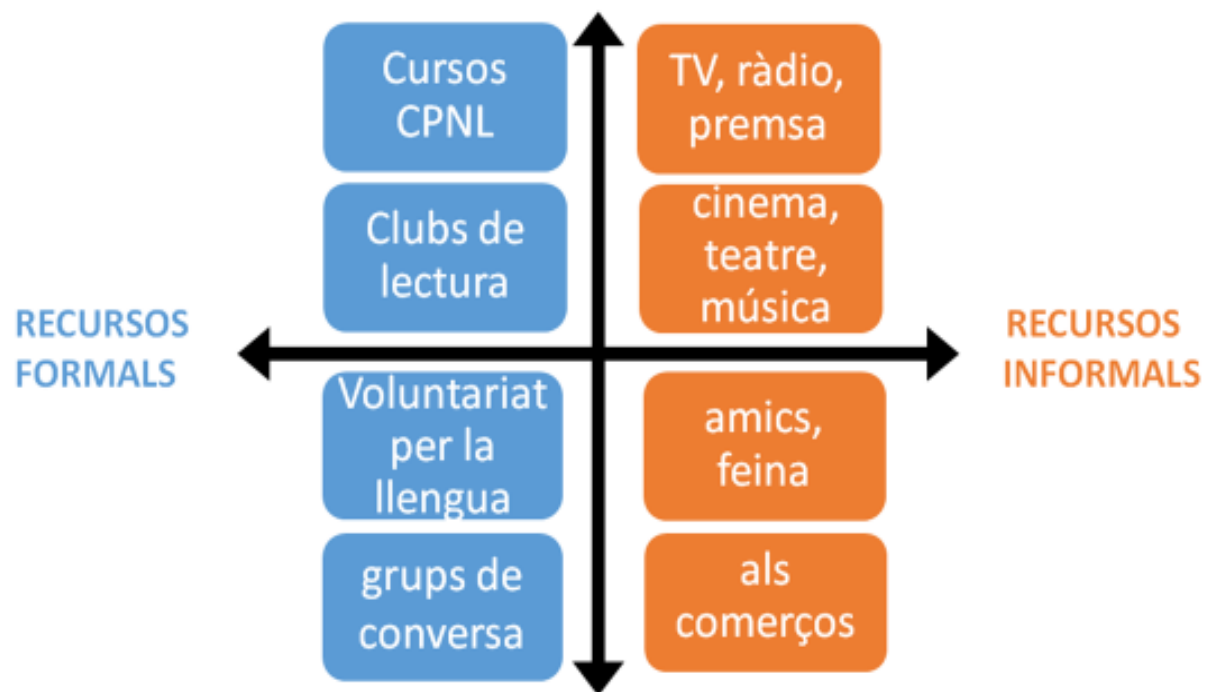 Cursos
CPNL
TV, ràdio,
premsa
Clubs de
lectura
cinema,
teatre,
música
RECURSOS
FORMALS
RECURSOS
INFORMALS
Voluntariat
per la
llengua
amics,
feina
grups de
conversa
als
comerços